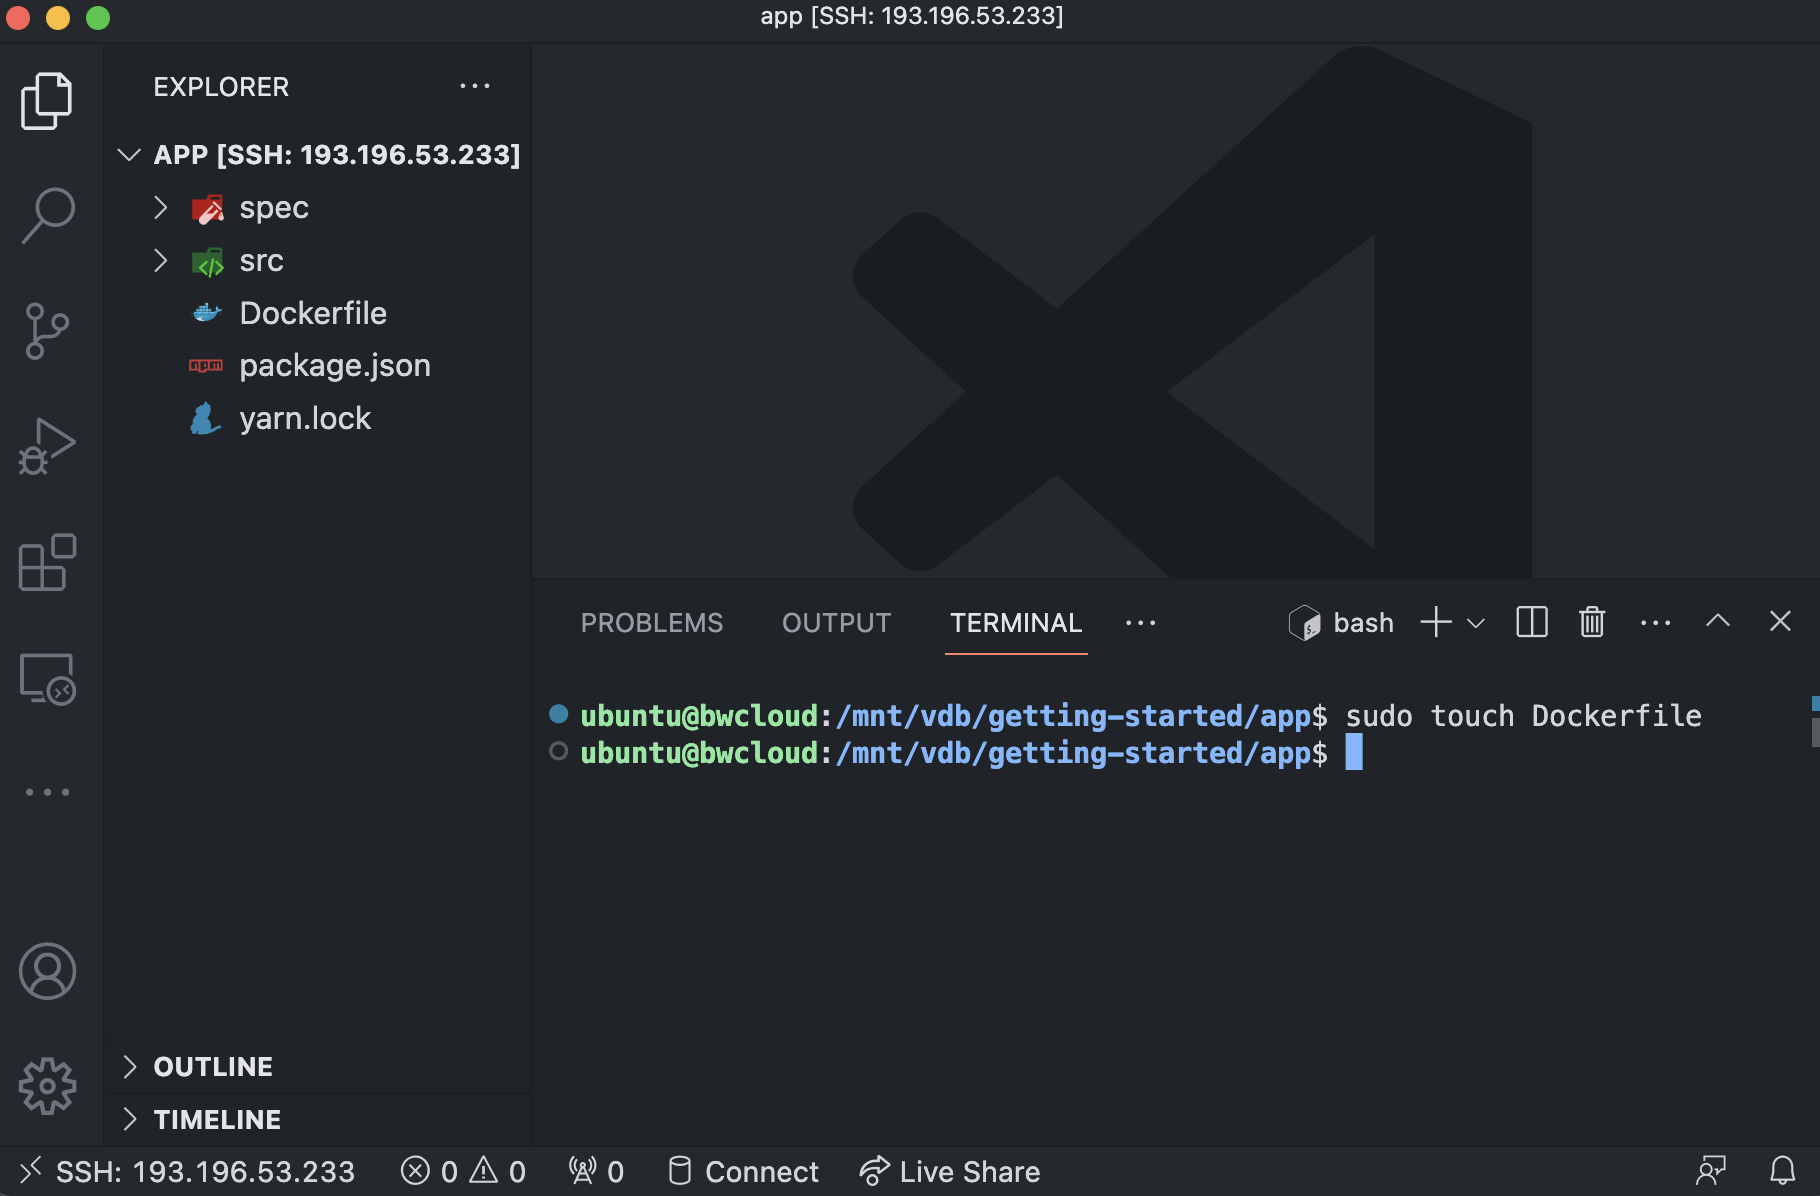 app [SSH: 193.196.53.233]
EXPLORER
APP [SSH: 193.196.53.233]
spec
src
Dockerfile
package.json
yarn.lock
OUTLINE
TIMELINE
PROBLEMS OUTPUT TERMINAL bash
ubuntu@bwcloud:/mnt/vdb/getting-started/app$ sudo touch Dockerfile
ubuntu@bwcloud:/mnt/vdb/getting-started/app$
SSH: 193.196.53.233 0 0 0 Connect Live Share